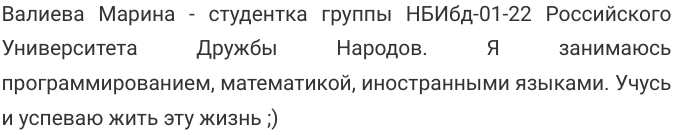 Валиева Марина - студентка группы НБИбд-01-22 Российского
Университета Дружбы Народов. Я занимаюсь
программированием, математикой, иностранными языками. Учусь
и успеваю жить эту жизнь ;)